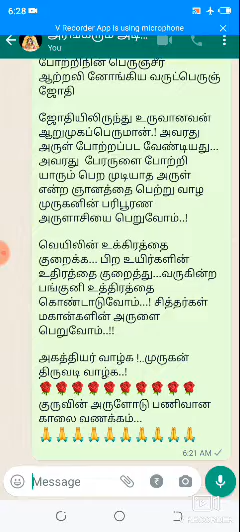 6:28
V Recorder App is using microphone
You
போற்றிநின் பெருஞ்சீர்
ஆற்றலி னோங்கிய வருட்பெருஞ்
ஜோதி
ஜோதியிலிருந்து உருவானவன்
ஆறுமுகப்பெருமான்.! அவரது
அருள் போற்றப்பட வேண்டியது...
அவரது பேரருளை போற்றி
யாரும் பெற முடியாத அருள்
என்ற ஞானத்தை பெற்று வாழ
முருகனின் பரிபூரண
அருளாசியை பெறுவோம்..!
வெயிலின் உக்கிரத்தை
குறைக்க... பிற உயிர்களின்
உதிரத்தை குறைத்து...வருகின்ற
பங்குனி உத்திரத்தை
கொண்டாடுவோம்...! சித்தர்கள்
மகான்களின் அருளை
பெறுவோம்..!!
அகத்தியர் வாழ்க !..முருகன்
திருவடி வாழ்க..!
🌹🌹🌹🌹🌹🌹🌹🌹🌹🌹
குருவின் அருளோடு பணிவான
காலை வணக்கம்...
🙏🙏🙏🙏🙏🙏🙏🙏🙏
6:21 AM
Message